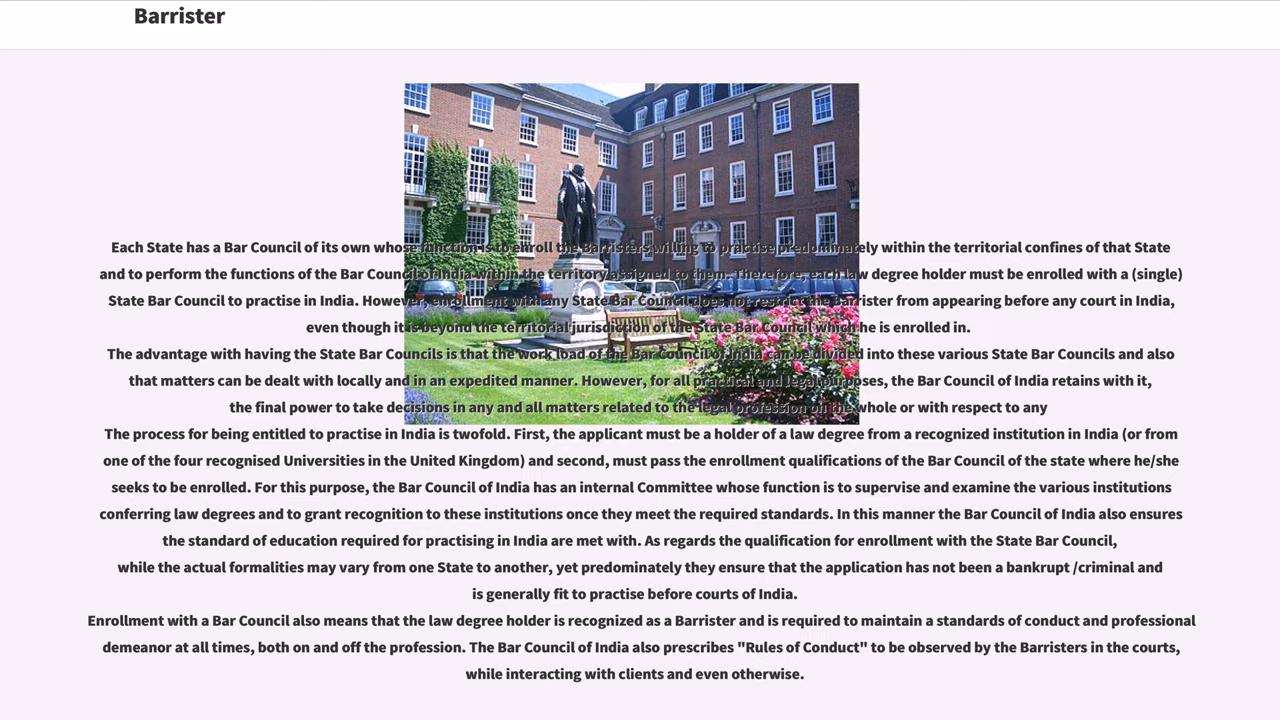 Barrister
Each State has a Bar Council of its own whose function is to enroll the Barristers willing to practise predominately within the territorial confines of that State
and to perform the functions of the Bar Council of India within the territory assigned to them. Therefore, each law degree holder must be enrolled with a (single)
State Bar Council to practise in India. However, enrollment with any State Bar Council does not restrict the Barrister from appearing before any court in India,
even though it is beyond the territorial jurisdiction of the State Bar Council which he is enrolled in.
The advantage with having the State Bar Councils is that the work load of the Bar Council of India can be divided into these various State Bar Councils and also
that matters can be dealt with locally and in an expedited manner. However, for all practical and legal purposes, the Bar Council of India retains with it,
the final power to take decisions in any and all matters related to the legal profession on the whole or with respect to any
The process for being entitled to practise in India is twofold. First, the applicant must be a holder of a law degree from a recognized institution in India (or from
one of the four recognised Universities in the United Kingdom) and second, must pass the enrollment qualifications of the Bar Council of the state where he/she
seeks to be enrolled. For this purpose, the Bar Council of India has an internal Committee whose function is to supervise and examine the various institutions
conferring law degrees and to grant recognition to these institutions once they meet the required standards. In this manner the Bar Council of India also ensures
the standard of education required for practising in India are met with. As regards the qualification for enrollment with the State Bar Council,
while the actual formalities may vary from one State to another, yet predominately they ensure that the application has not been a bankrupt /criminal and
is generally fit to practise before courts of India.
Enrollment with a Bar Council also means that the law degree holder is recognized as a Barrister and is required to maintain a standards of conduct and professional
demeanor at all times, both on and off the profession. The Bar Council of India also prescribes "Rules of Conduct" to be observed by the Barristers in the courts,
while interacting with clients and even otherwise.